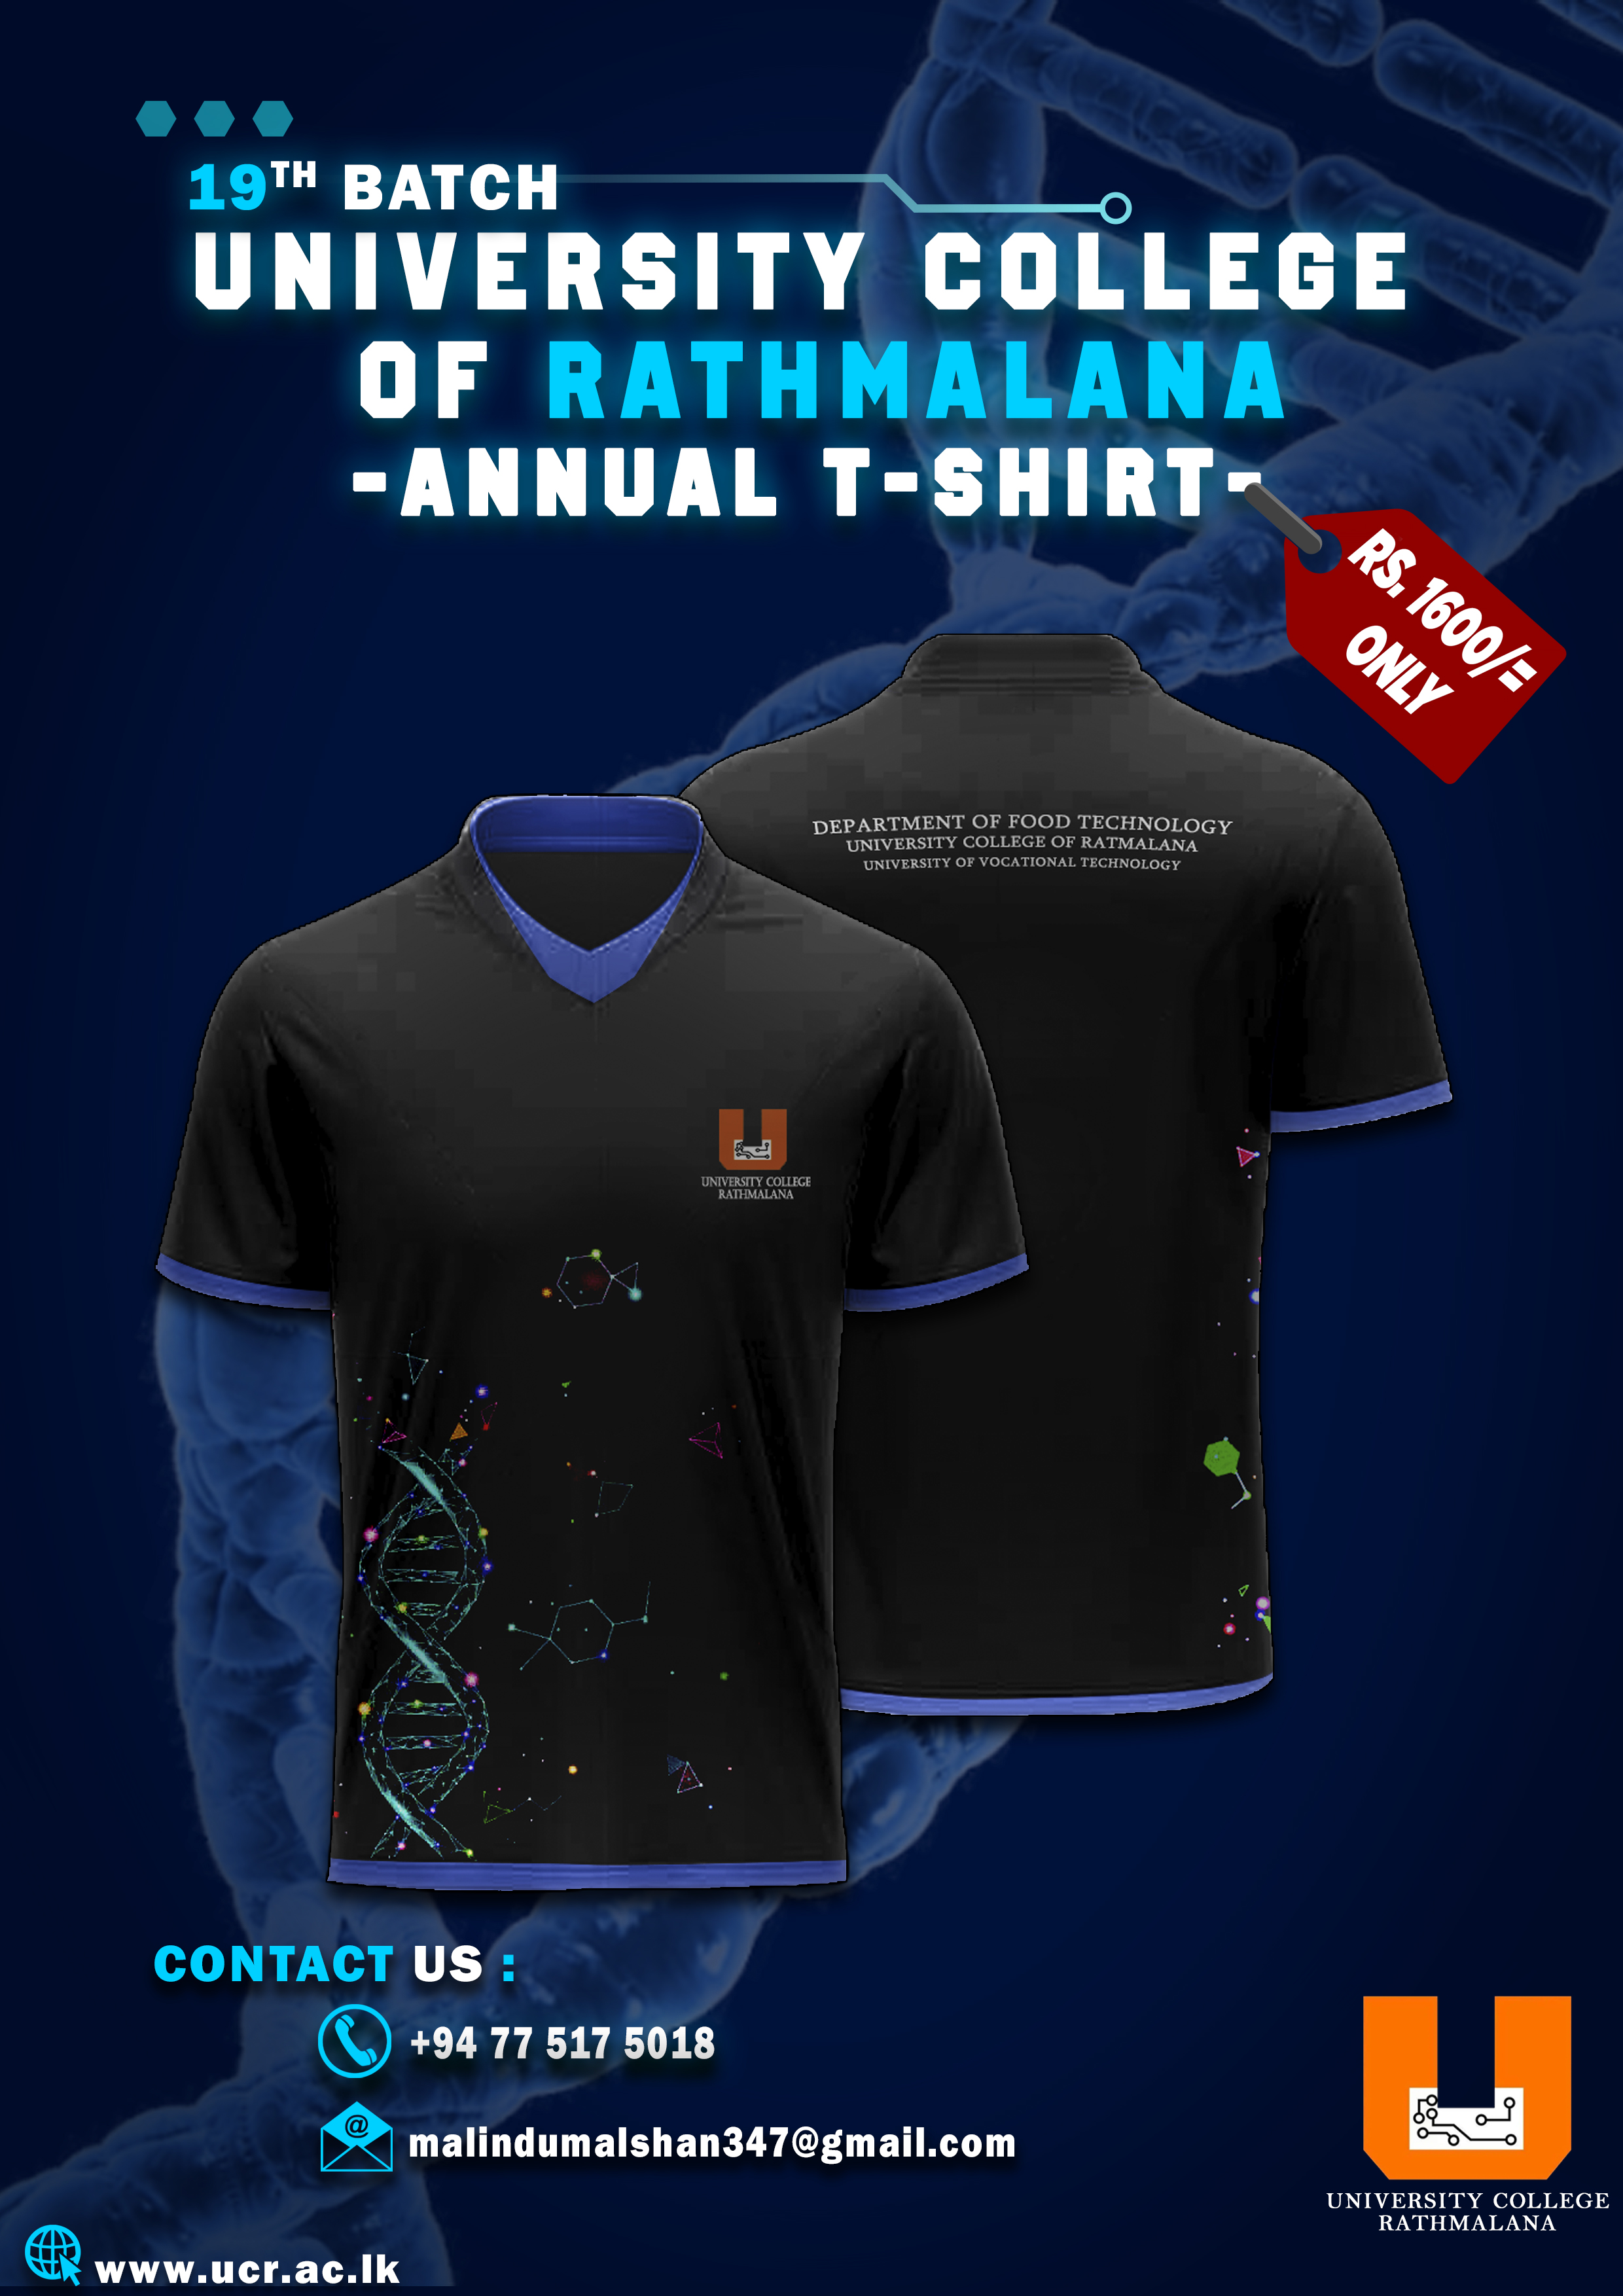 19TH BATCH
UNIVERSITY COLLEGE
OF RATHMALANA
-ANNUAL T-SHIRT-
RS. 1600/=
ONLY
DEPARTMENT OF FOOD TECHNOLOGY
UNIVERSITY COLLEGE OF RATMALANA
UNIVERSITY OF VOCATIONAL TECHNOLOGY
UNIVERSITY COLLEGE
RATHMALANA
CONTACT US :
+94 77 517 5018
@
malindumalshan347@gmail.com
UNIVERSITY COLLEGE
RATHMALANA
www.ucr.ac.lk